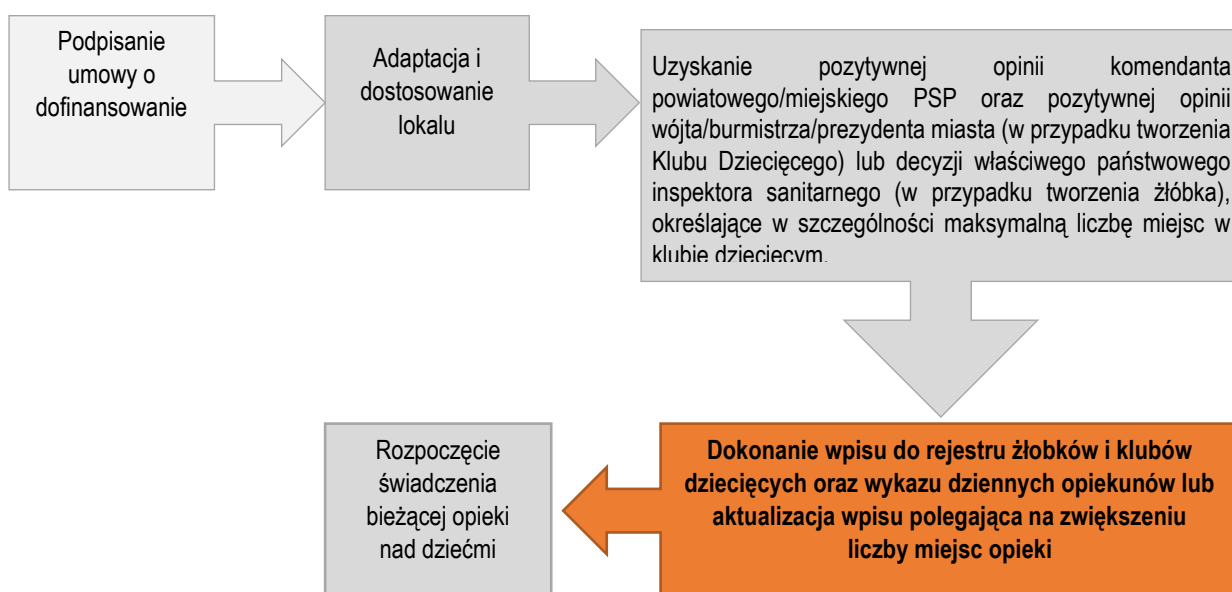 Podpisanie
umowy o
dofinansowanie
Adaptacja i
dostosowanie
lokalu
Uzyskanie pozytywnej opinii komendanta
powiatowego/miejskiego PSP oraz pozytywnej opinii
wójta/burmistrza/prezydenta miasta (w przypadku tworzenia
Klubu Dziecięcego) lub decyzji właściwego państwowego
inspektora sanitarnego (w przypadku tworzenia żłóbka),
określające w szczególności maksymalną liczbę miejsc w
klubie dziecięcym.
Dokonanie wpisu do rejestru żłobków i klubów
dziecięcych oraz wykazu dziennych opiekunów lub
aktualizacja wpisu polegająca na zwiększeniu
liczby miejsc opieki
Rozpoczęcie
świadczenia
bieżącej opieki
nad dziećmi